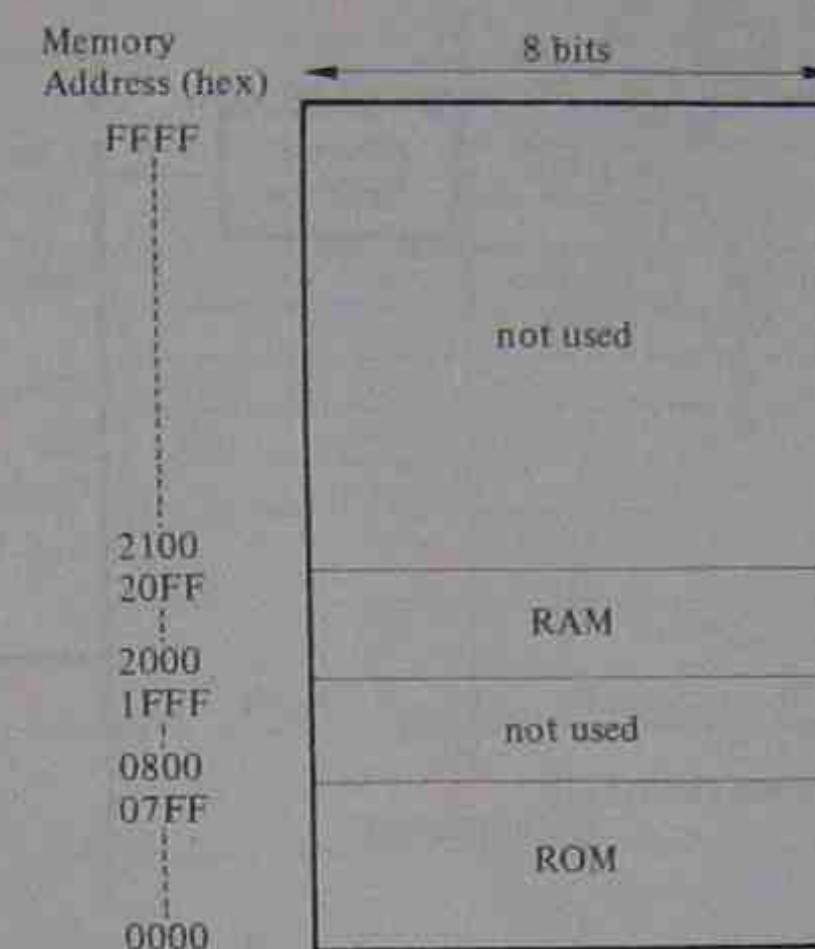 Memory
Address (hex)
8 bits
FFFF
not used
2100
20FF
RAM
2000
1FFF
not used
0800
07FF
ROM
0000